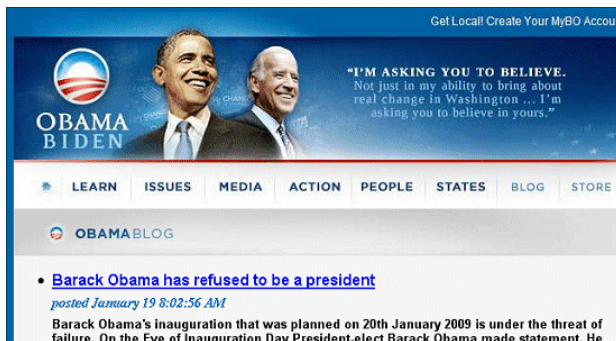 Get Local! Create Your MyBO Accou
"I'M ASKING YOU TO BELIEVE.
Not just in my ability to bring about
real change in Washington ... I'm
asking you to believe in yours."
OBAMA
BIDEN
LEARN ISSUES MEDIA ACTION PEOPLE STATES BLOG STORE
OBAMABLOG
Barack Obama has refused to be a president
posted January 19 8:02:56 AM
Barack Obama's inauguration that was planned on 20th January 2009 is under the threat of
failure. On the Eve of Inauguration Day President-elect Barack Obama made statement. He